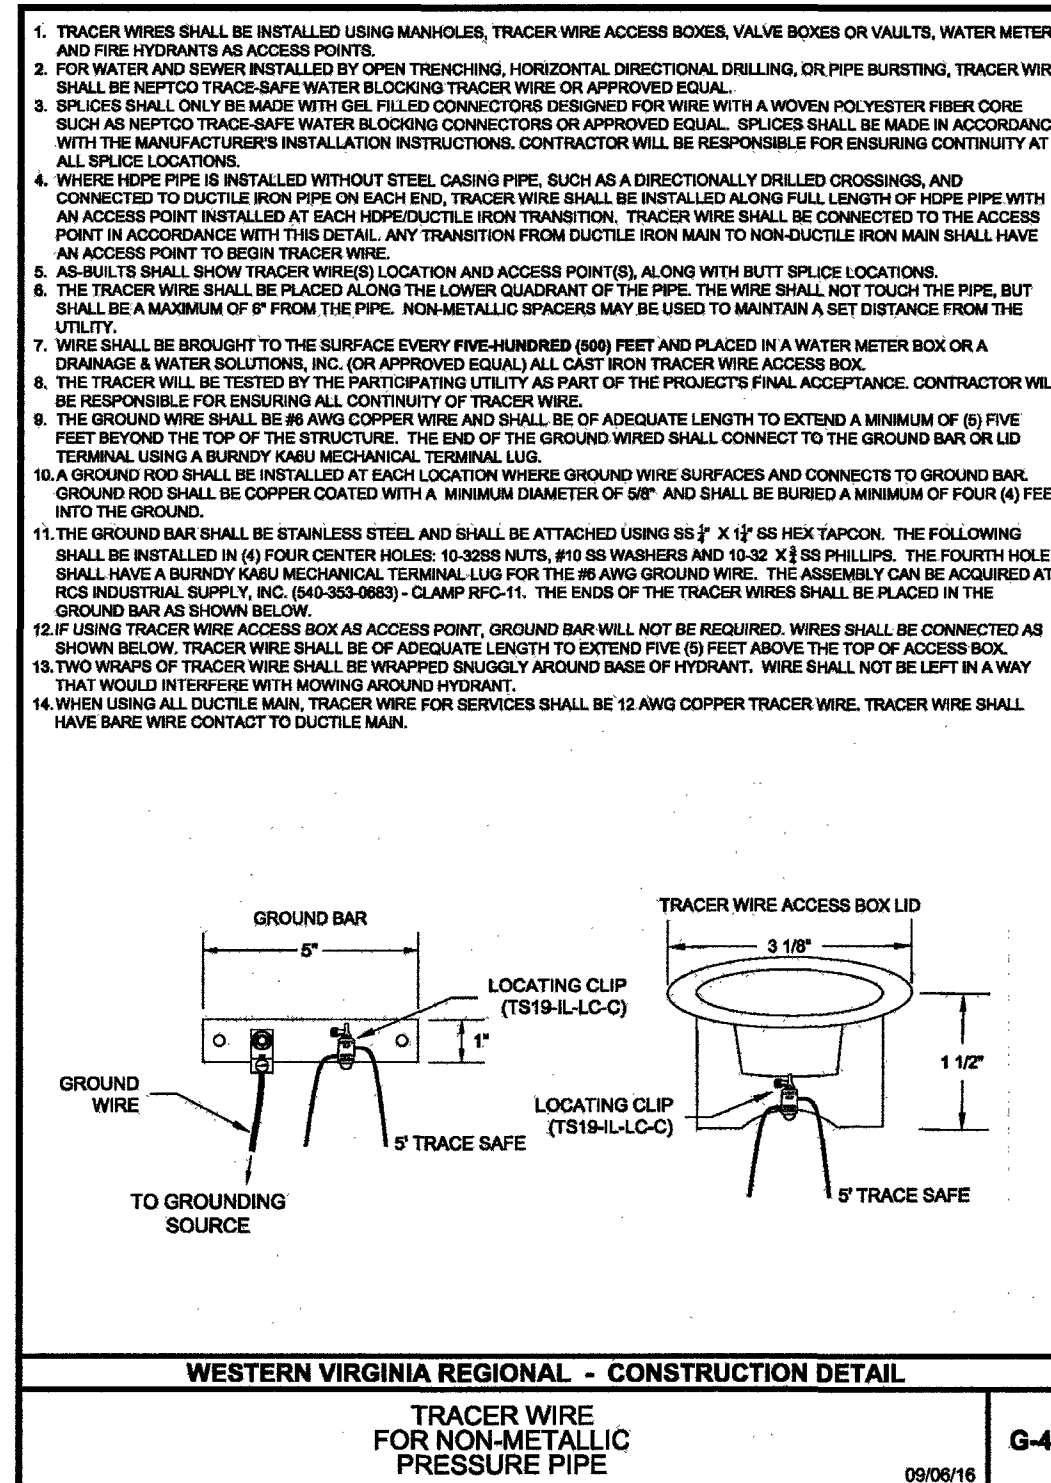 1. TRACER WIRES SHALL BE INSTALLED USING MANHOLES, TRACER WIRE ACCESS BOXES, VALVE BOXES OR VAULTS, WATER METER
AND FIRE HYDRANTS AS ACCESS POINTS.
2. FOR WATER AND SEWER INSTALLED BY OPEN TRENCHING, HORIZONTAL DIRECTIONAL DRILLING, OR PIPE BURSTING, TRACER WIR
SHALL BE NEPTCO TRACE-SAFE WATER BLOCKING TRACER WIRE OR APPROVED EQUAL.
3. SPLICES SHALL ONLY BE MADE WITH GEL FILLED CONNECTORS DESIGNED FOR WIRE WITH A WOVEN POLYESTER FIBER CORE
SUCH AS NEPTCO TRACE-SAFE WATER BLOCKING CONNECTORS OR APPROVED EQUAL. SPLICES SHALL BE MADE IN ACCORDANC
WITH THE MANUFACTURER'S INSTALLATION INSTRUCTIONS. CONTRACTOR WILL BE RESPONSIBLE FOR ENSURING CONTINUITY AT
ALL SPLICE LOCATIONS.
4. WHERE HDPE PIPE IS INSTALLED WITHOUT STEEL CASING PIPE, SUCH AS A DIRECTIONALLY DRILLED CROSSINGS, AND
CONNECTED TO DUCTILE IRON PIPE ON EACH END, TRACER WIRE SHALL BE INSTALLED ALONG FULL LENGTH OF HDPE PIPE WITH
AN ACCESS POINT INSTALLED AT EACH HDPE/DUCTILE IRON TRANSITION. TRACER WIRE SHALL BE CONNECTED TO THE ACCESS
POINT IN ACCORDANCE WITH THIS DETAIL. ANY TRANSITION FROM DUCTILE IRON MAIN TO NON-DUCTILE IRON MAIN SHALL HAVE
AN ACCESS POINT TO BEGIN TRACER WIRE.
5. AS-BUILTS SHALL SHOW TRACER WIRE(S) LOCATION AND ACCESS POINT(S), ALONG WITH BUTT SPLICE LOCATIONS.
6. THE TRACER WIRE SHALL BE PLACED ALONG THE LOWER QUADRANT OF THE PIPE. THE WIRE SHALL NOT TOUCH THE PIPE, BUT
SHALL BE A MAXIMUM OF 6" FROM THE PIPE. NON-METALLIC SPACERS MAY BE USED TO MAINTAIN A SET DISTANCE FROM THE
UTILITY.
7. WIRE SHALL BE BROUGHT TO THE SURFACE EVERY FIVE-HUNDRED (500) FEET AND PLACED IN A WATER METER BOX OR A
DRAINAGE & WATER SOLUTIONS, INC. (OR APPROVED EQUAL) ALL CAST IRON TRACER WIRE ACCESS BOX.
8. THE TRACER WILL BE TESTED BY THE PARTICIPATING UTILITY AS PART OF THE PROJECT'S FINAL ACCEPTANCE. CONTRACTOR WIL
BE RESPONSIBLE FOR ENSURING ALL CONTINUITY OF TRACER WIRE.
9. THE GROUND WIRE SHALL BE #6 AWG COPPER WIRE AND SHALL BE OF ADEQUATE LENGTH TO EXTEND A MINIMUM OF (5) FIVE
FEET BEYOND THE TOP OF THE STRUCTURE. THE END OF THE GROUND WIRED SHALL CONNECT TO THE GROUND BAR OR LID
TERMINAL USING A BURNDY KA6U MECHANICAL TERMINAL LUG.
10. A GROUND ROD SHALL BE INSTALLED AT EACH LOCATION WHERE GROUND WIRE SURFACES AND CONNECTS TO GROUND BAR.
GROUND ROD SHALL BE COPPER COATED WITH A MINIMUM DIAMETER OF 5/8" AND SHALL BE BURIED A MINIMUM OF FOUR (4) FEE
INTO THE GROUND.
11. THE GROUND BAR SHALL BE STAINLESS STEEL AND SHALL BE ATTACHED USING SS ¼" X 1¼" SS HEX TAPCON. THE FOLLOWING
SHALL BE INSTALLED IN (4) FOUR CENTER HOLES: 10-32SS NUTS, #10 SS WASHERS AND 10-32 X SS PHILLIPS. THE FOURTH HOLE
SHALL HAVE A BURNDY KA6U MECHANICAL TERMINAL LUG FOR THE #6 AWG GROUND WIRE. THE ASSEMBLY CAN BE ACQUIRED AT
RCS INDUSTRIAL SUPPLY, INC. (540-353-0683) - CLAMP RFC-11. THE ENDS OF THE TRACER WIRES SHALL BE PLACED IN THE
GROUND BAR AS SHOWN BELOW.
12. IF USING TRACER WIRE ACCESS BOX AS ACCESS POINT, GROUND BAR WILL NOT BE REQUIRED. WIRES SHALL BE CONNECTED AS
SHOWN BELOW. TRACER WIRE SHALL BE OF ADEQUATE LENGTH TO EXTEND FIVE (5) FEET ABOVE THE TOP OF ACCESS BOX.
13. TWO WRAPS OF TRACER WIRE SHALL BE WRAPPED SNUGGLY AROUND BASE OF HYDRANT. WIRE SHALL NOT BE LEFT IN A WAY
THAT WOULD INTERFERE WITH MOWING AROUND HYDRANT.
14. WHEN USING ALL DUCTILE MAIN, TRACER WIRE FOR SERVICES SHALL BE 12 AWG COPPER TRACER WIRE. TRACER WIRE SHALL
HAVE BARE WIRE CONTACT TO DUCTILE MAIN.
GROUND BAR
5"
LOCATING CLIP
(TS19-IL-LC-C)
1"
GROUND
WIRE
5' TRACE SAFE
TO GROUNDING
SOURCE
TRACER WIRE ACCESS BOX LID
3 1/8"
1 1/2"
LOCATING CLIP
(TS19-IL-LC-C)
5' TRACE SAFE
WESTERN VIRGINIA REGIONAL - CONSTRUCTION DETAIL
TRACER WIRE
FOR NON-METALLIC
PRESSURE PIPE
09/06/16
G-4